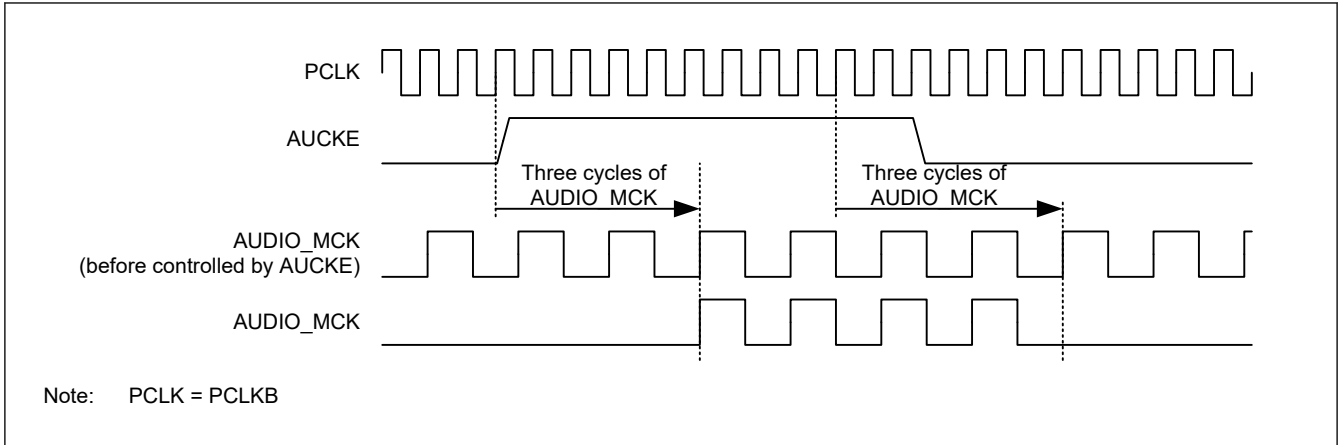 PCLK
AUCKE
Three cycles of
AUDIO_MCK
Three cycles of
AUDIO_MCK
AUDIO_MCK
(before controlled by AUCKE)
AUDIO_MCK
Note: PCLK = PCLKB